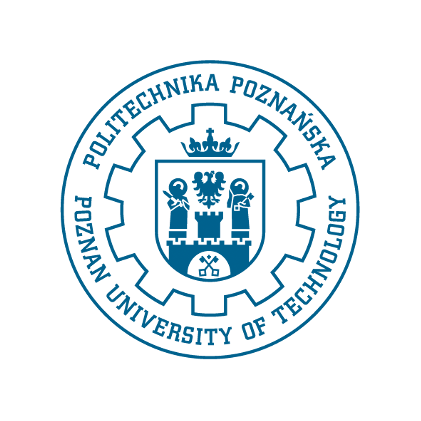 POLITECHNIKA POZNAŃSKA
POZNAN UNIVERSITY OF TECHNOLOGY